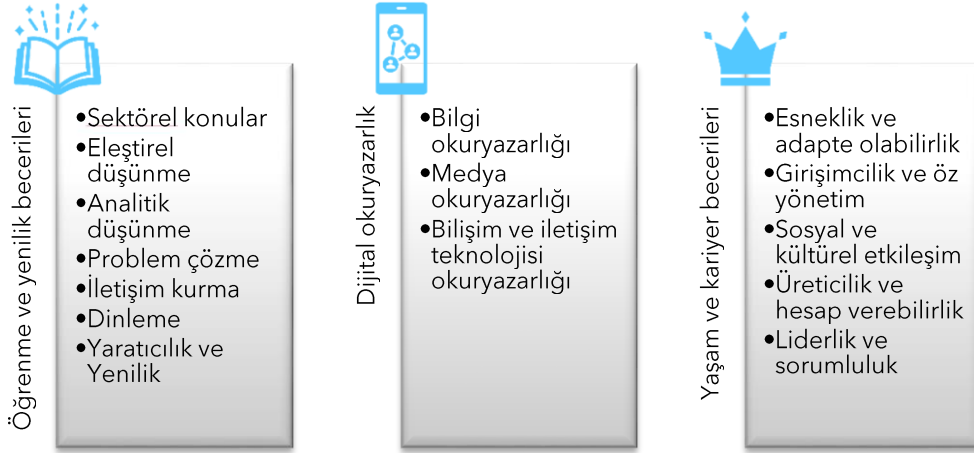 Öğrenme ve yenilik becerileri
•Sektörel konular
•Eleştirel
düşünme
•Analitik
düşünme
•Problem çözme
•İletişim kurma
•Dinleme
•Yaratıcılık ve
Yenilik
Dijital okuryazarlık
•Bilgi
okuryazarlığı
•Medya
okuryazarlığı
•Bilişim ve iletişim
teknolojisi
okuryazarlığı
Yaşam ve kariyer becerileri
•Esneklik ve
adapte olabilirlik
•Girişimcilik ve öz
yönetim
•Sosyal ve
kültürel etkileşim
•Üreticilik ve
hesap verebilirlik
•Liderlik ve
sorumluluk